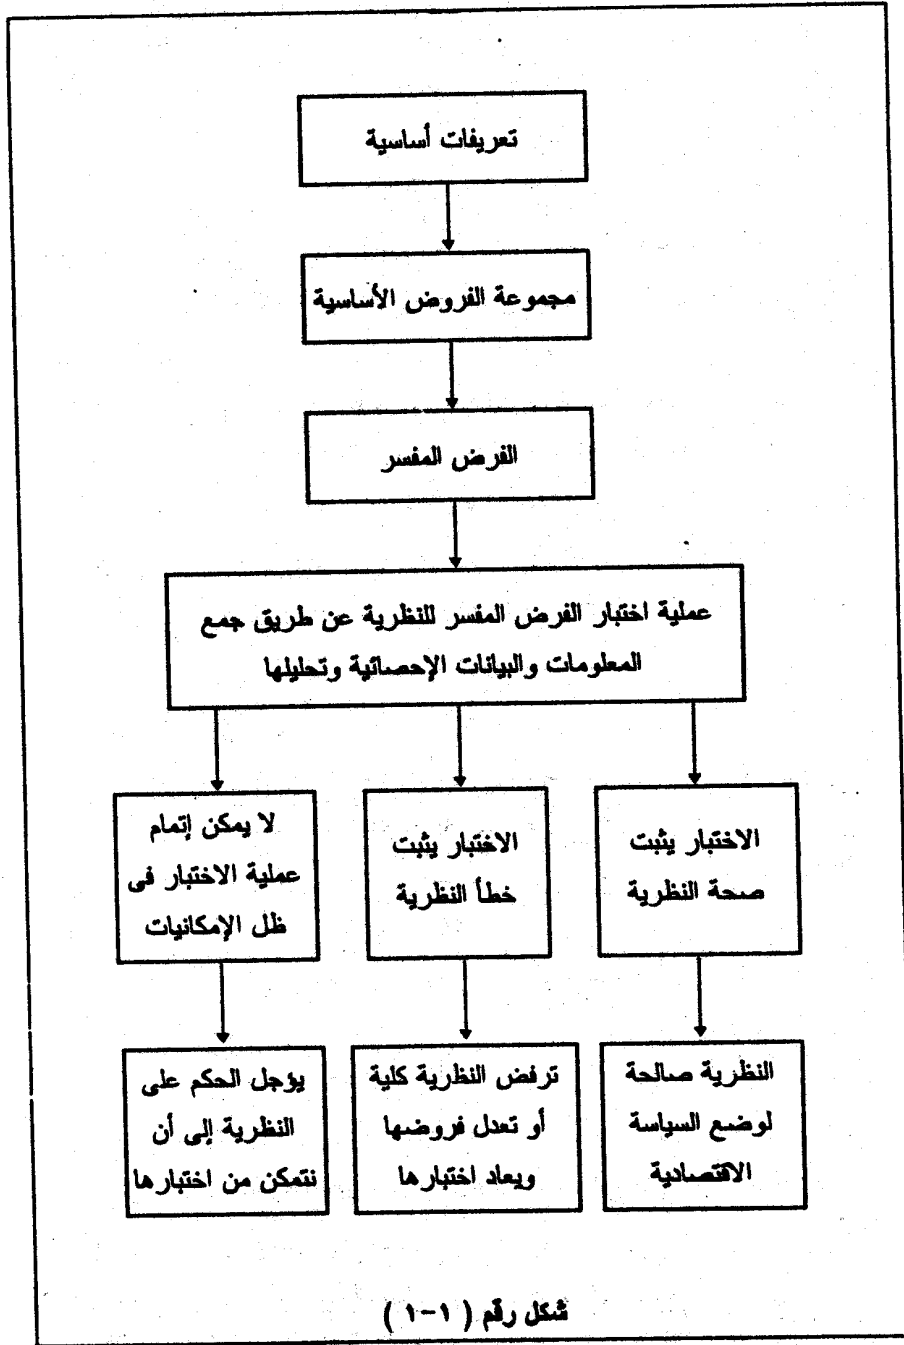 تعريفات أساسية
مجموعة الفروض الأساسية
الفرض المفسر
عملية اختبار الفرض المفسر للنظرية عن طريق جمع
المعلومات والبيانات الإحصائية وتحليلها
الاختبار يثبت
صحة النظرية
الاختبار يثبت
خطأ النظرية
لا يمكن إتمام
عملية الاختبار فى
ظل الإمكانيات
النظرية صالحة
لوضع السياسة
الاقتصادية
ترفض النظرية كلية
أو تعدل فروضها
ويعاد اختبارها
يؤجل الحكم على
النظرية إلى أن
نتمكن من اختبارها
شكل رقم ( ١-١ )